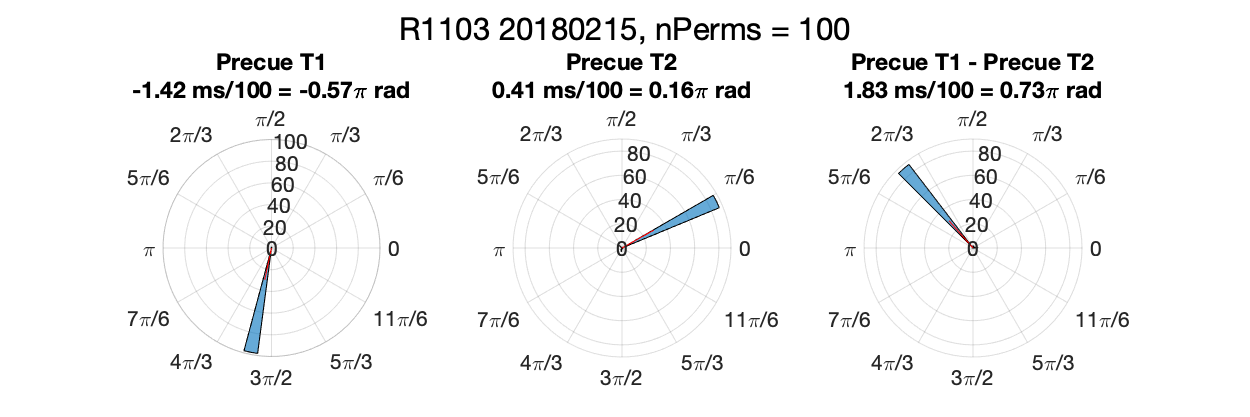 R1103 20180215, nPerms = 100
Precue T1
-1.42 ms/100 = -0.57π rad
π/2
2π/3
π/3
100
80
5π/6
π/6
60
40
20
π
0
0
7π/6
11π/6
4π/3
5π/3
3π/2
Precue T2
0.41 ms/100 = 0.16π rad
π/2
2π/3
π/3
80
5π/6
π/6
60
40
20
π
0
0
7π/6
11π/6
4π/3
5π/3
3π/2
Precue T1 - Precue T2
1.83 ms/100 = 0.73π rad
π/2
2π/3
π/3
80
5π/6
π/6
60
40
20
π
0
0
7π/6
11π/6
4π/3
5π/3
3π/2